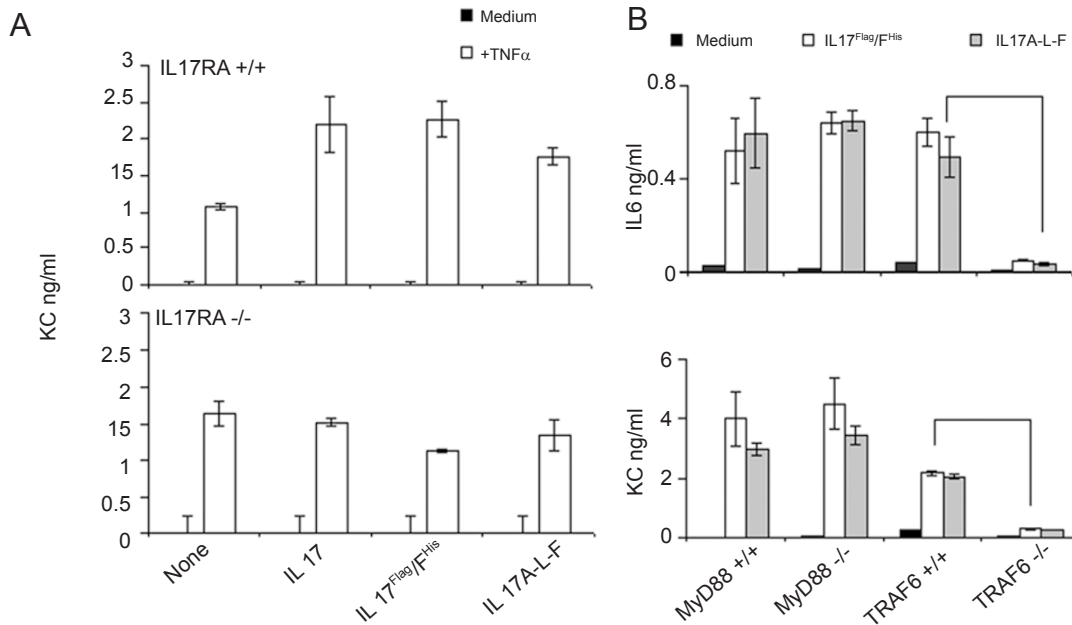 A
Medium
+TNFα
IL17RA +/+
3
2.5
2
15
1
0.5
0
KC ng/ml
IL17RA -/-
3
2.5
2
15
1
0.5
0
None
IL 17
IL 17Flag/FHis
IL 17A-L-F
B
Medium
IL17Flag/FHis
IL17A-L-F
0.8
0.4
0
IL6 ng/ml
6
4
2
0
KC ng/ml
MyD88 +/+
MyD88 -/-
TRAF6 +/+
TRAF6 -/-